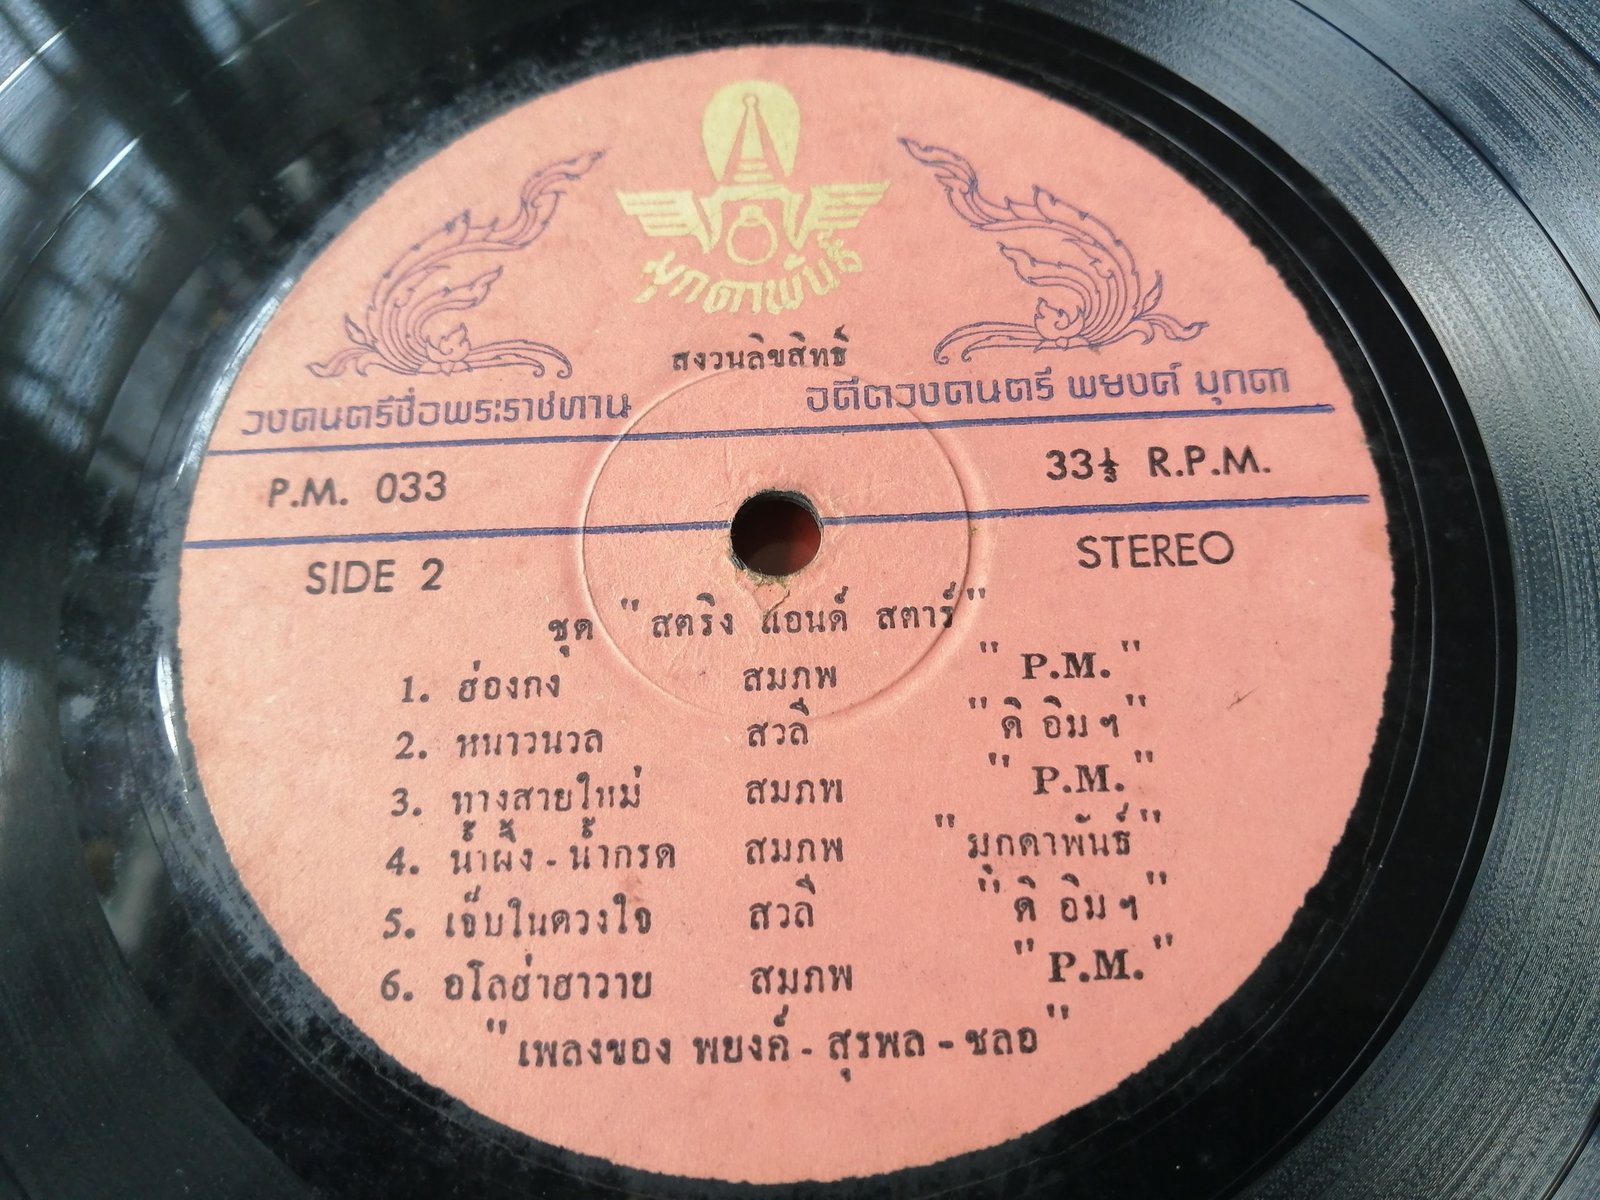 มุกดาพันธ์
สงวนลิขสิทธิ์
วงดนตรีชื่อพระราชทาน อดีตวงดนตรี พยงค์ มุกดา
P.M. 033 33⅓ R.P.M.
SIDE 2 STEREO
ชุด "สตริง แอนด์ สตาร์"
1. ฮ่องกง สมภพ "P.M."
2. หนาวนวล สวลี "ดิ อิมฯ"
3. ทางสายใหม่ สมภพ "P.M."
4. น้ำผึ้ง - น้ำกรด สมภพ "มุกดาพันธ์"
5. เจ็บในดวงใจ สวลี "ดิ อิมฯ"
6. อโลฮ่าฮาวาย สมภพ "P.M."
"เพลงของ พยงค์ - สุรพล - ชลอ"